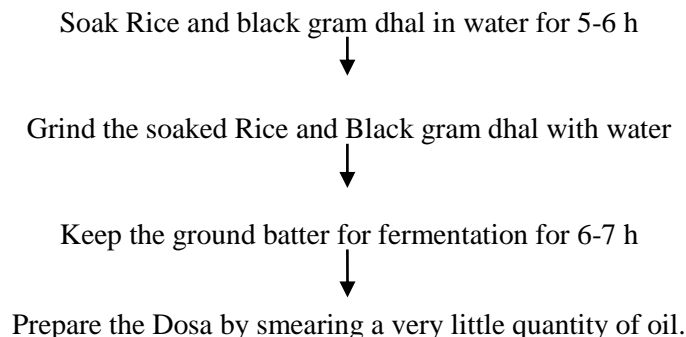 Soak Rice and black gram dhal in water for 5-6 h
Grind the soaked Rice and Black gram dhal with water
Keep the ground batter for fermentation for 6-7 h
Prepare the Dosa by smearing a very little quantity of oil.